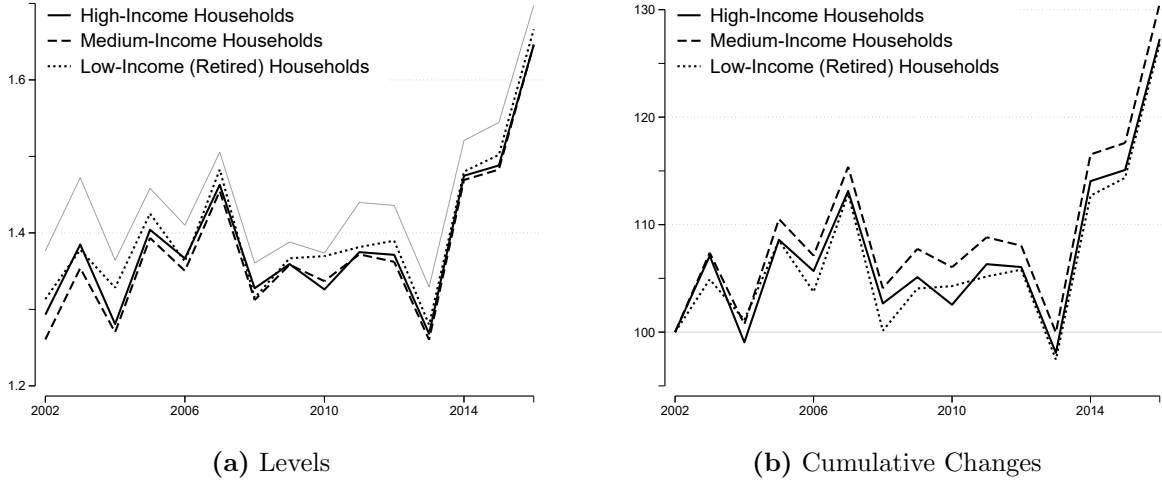 High-Income Households
Medium-Income Households
Low-Income (Retired) Households
1.6
1.4
1.2
2002 2006 2010 2014
(a) Levels
130
High-Income Households
Medium-Income Households
Low-Income (Retired) Households
120
110
100
2002 2006 2010 2014
(b) Cumulative Changes